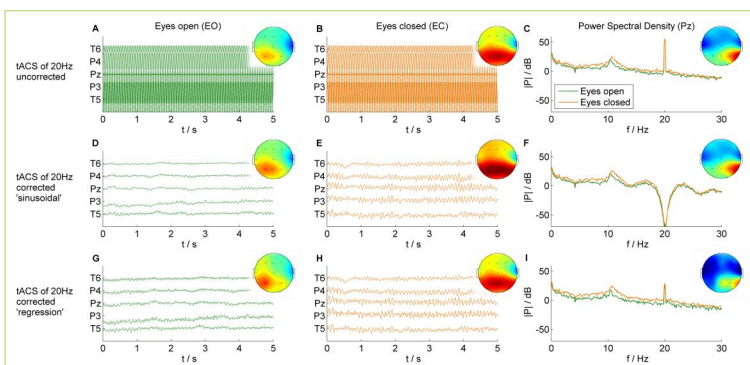 Eyes open (EO)
Eyes closed (EC)
Power Spectral Density (Pz)
A
B
C
tACS of 20Hz
uncorrected
T6
P4
Pz
P3
T5
0 1 2 3 4 5
t / s
T6
P4
Pz
P3
T5
0 1 2 3 4 5
t / s
|P| / dB
50
0
-50
Eyes open
Eyes closed
0 10 20 30
f / Hz
D
E
F
tACS of 20Hz
corrected
'sinusoidal'
T6
P4
Pz
P3
T5
0 1 2 3 4 5
t / s
T6
P4
Pz
P3
T5
0 1 2 3 4 5
t / s
|P| / dB
50
0
-50
0 10 20 30
f / Hz
G
H
I
tACS of 20Hz
corrected
'regression'
T6
P4
Pz
P3
T5
0 1 2 3 4 5
t / s
T6
P4
Pz
P3
T5
0 1 2 3 4 5
t / s
|P| / dB
50
0
-50
0 10 20 30
f / Hz